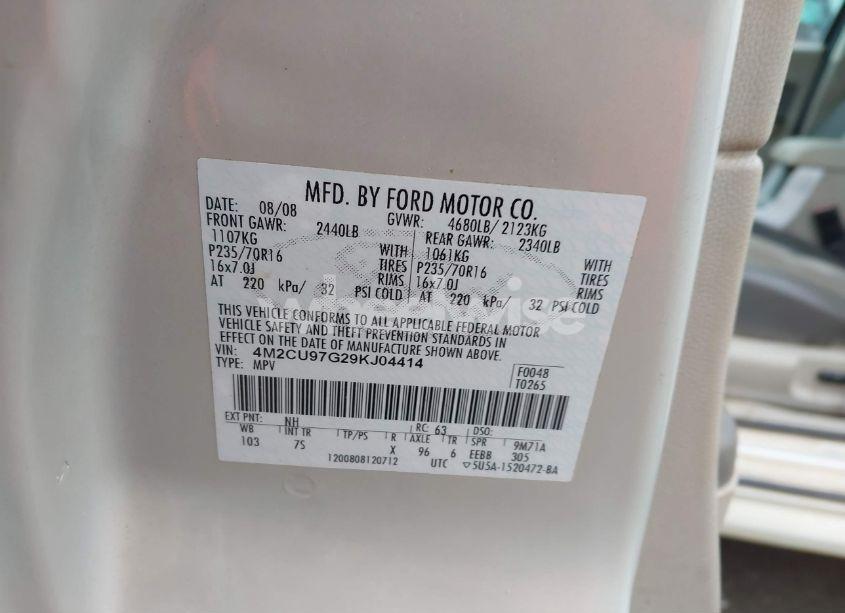 MFD. BY FORD MOTOR CO.
DATE: 08/08 GVWR: 4680LB/ 2123KG
FRONT GAWR: 2440LB REAR GAWR: 2340LB
1107KG WITH 1061KG WITH
P235/70R16 TIRES P235/70R16 TIRES
16x7.0J RIMS 16x7.0J RIMS
AT 220 kPa/ 32 PSI COLD AT 220 kPa/ 32 PSI COLD
wheelwise
THIS VEHICLE CONFORMS TO ALL APPLICABLE FEDERAL MOTOR
VEHICLE SAFETY AND THEFT PREVENTION STANDARDS IN
EFFECT ON THE DATE OF MANUFACTURE SHOWN ABOVE.
VIN: 4M2CU97G29KJ04414
TYPE: MPV
F0048
T0265
EXT PNT: NH RC: 63 DSO:
WB INT TR TP/PS R AXLE TR SPR 9M71A
103 7S X 96 6 EEBB 305
1200808120712 UTC ▽5U5A-1520472-BA